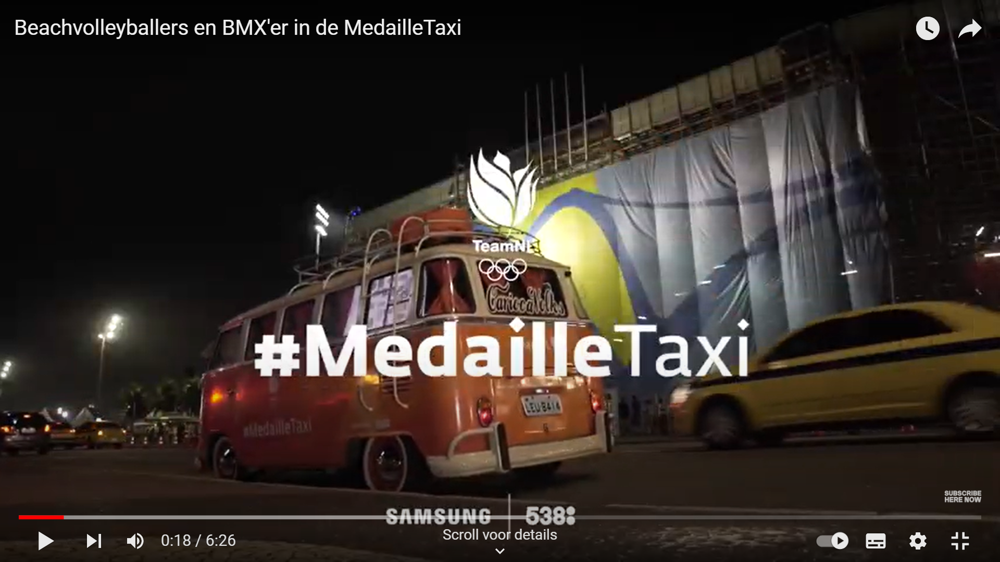 Beachvolleyballers en BMX'er in de MedailleTaxi
TeamNL
CariocaVolks
#MedailleTaxi
LEU·8414
#MedailleTaxi
SUBSCRIBE
HERE NOW
SAMSUNG 538
0:18 / 6:26
Scroll voor details